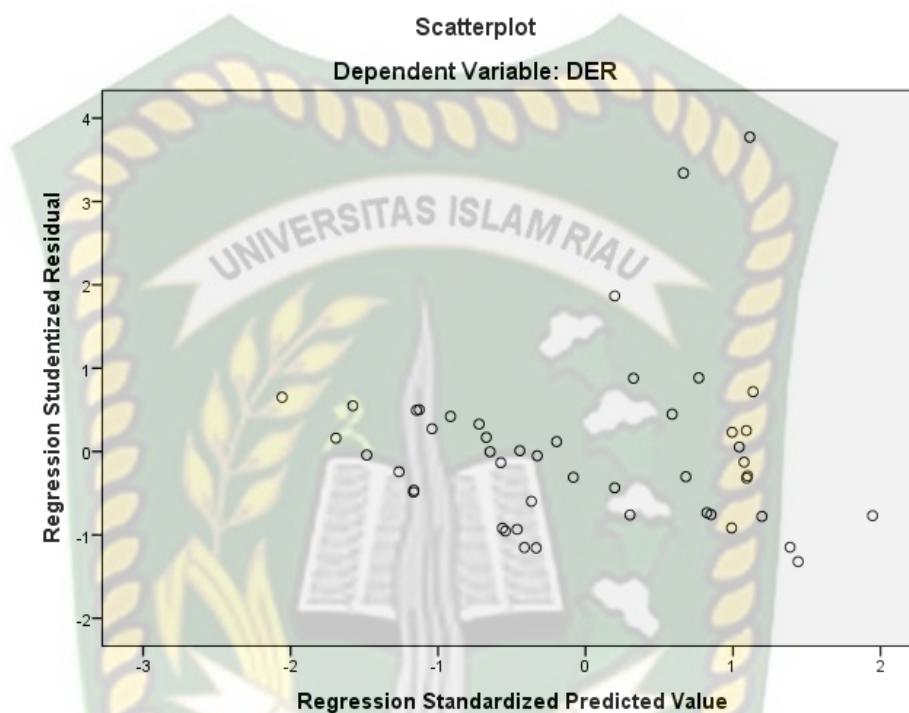 Scatterplot
Dependent Variable: DER
UNIVERSITAS ISLAM RIAU
Regression Studentized Residual
4
3
2
1
0
-1
-2
-3
-2
-1
0
1
2
Regression Standardized Predicted Value